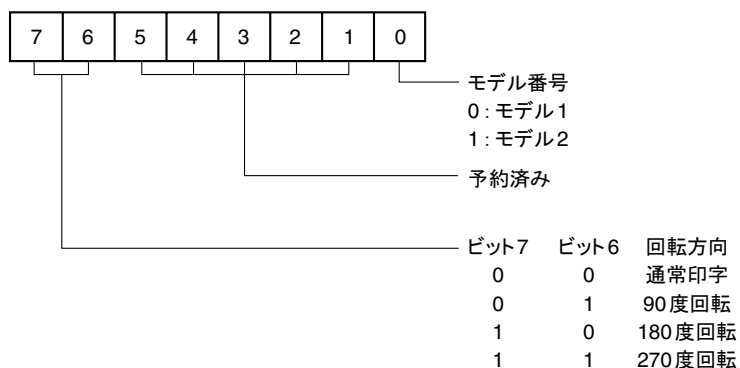 7 6 5 4 3 2 1 0
モデル番号
0 : モデル1
1 : モデル2
予約済み
ビット7 ビット6 回転方向
0 0 通常印字
0 1 90度回転
1 0 180度回転
1 1 270度回転